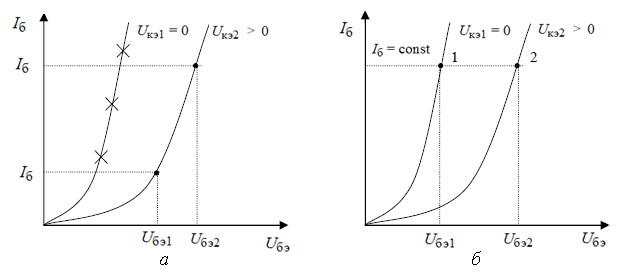 Iб
Uкэ1 = 0
Uкэ2 > 0
Iб
Iб
Uбэ1
Uбэ2
Uбэ
а
Iб
Uкэ1 = 0
Uкэ2 > 0
Iб = const
1
2
Uбэ1
Uбэ2
Uбэ
б